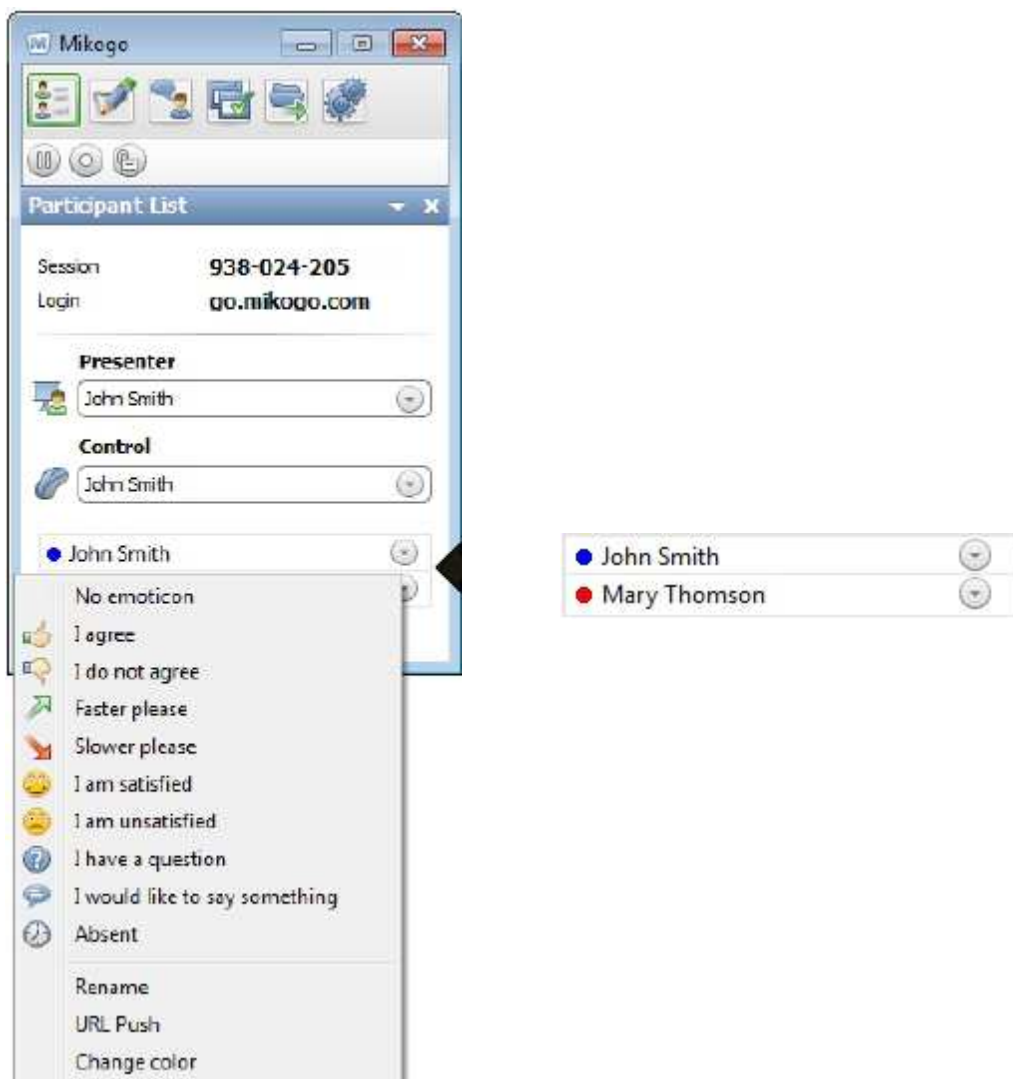 Mikogo
Participant List
Session 938-024-205
Login go.mikogo.com
Presenter
John Smith
Control
John Smith
John Smith
No emoticon
I agree
I do not agree
Faster please
Slower please
I am satisfied
I am unsatisfied
I have a question
I would like to say something
Absent
Rename
URL Push
Change color
John Smith
Mary Thomson